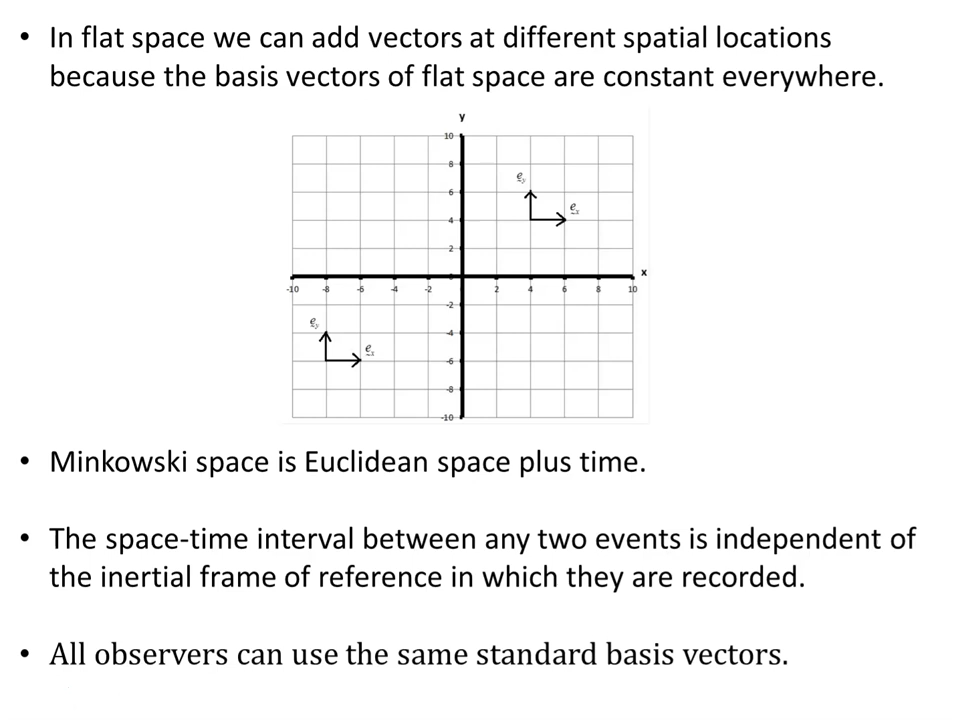 • In flat space we can add vectors at different spatial locations
because the basis vectors of flat space are constant everywhere.
y
10
8
e_y
6
e_x
4
2
x
-10 -8 -6 -4 -2 2 4 6 8 10
-2
e_y
-4
e_x
-6
-8
-10
• Minkowski space is Euclidean space plus time.
• The space-time interval between any two events is independent of
the inertial frame of reference in which they are recorded.
• All observers can use the same standard basis vectors.